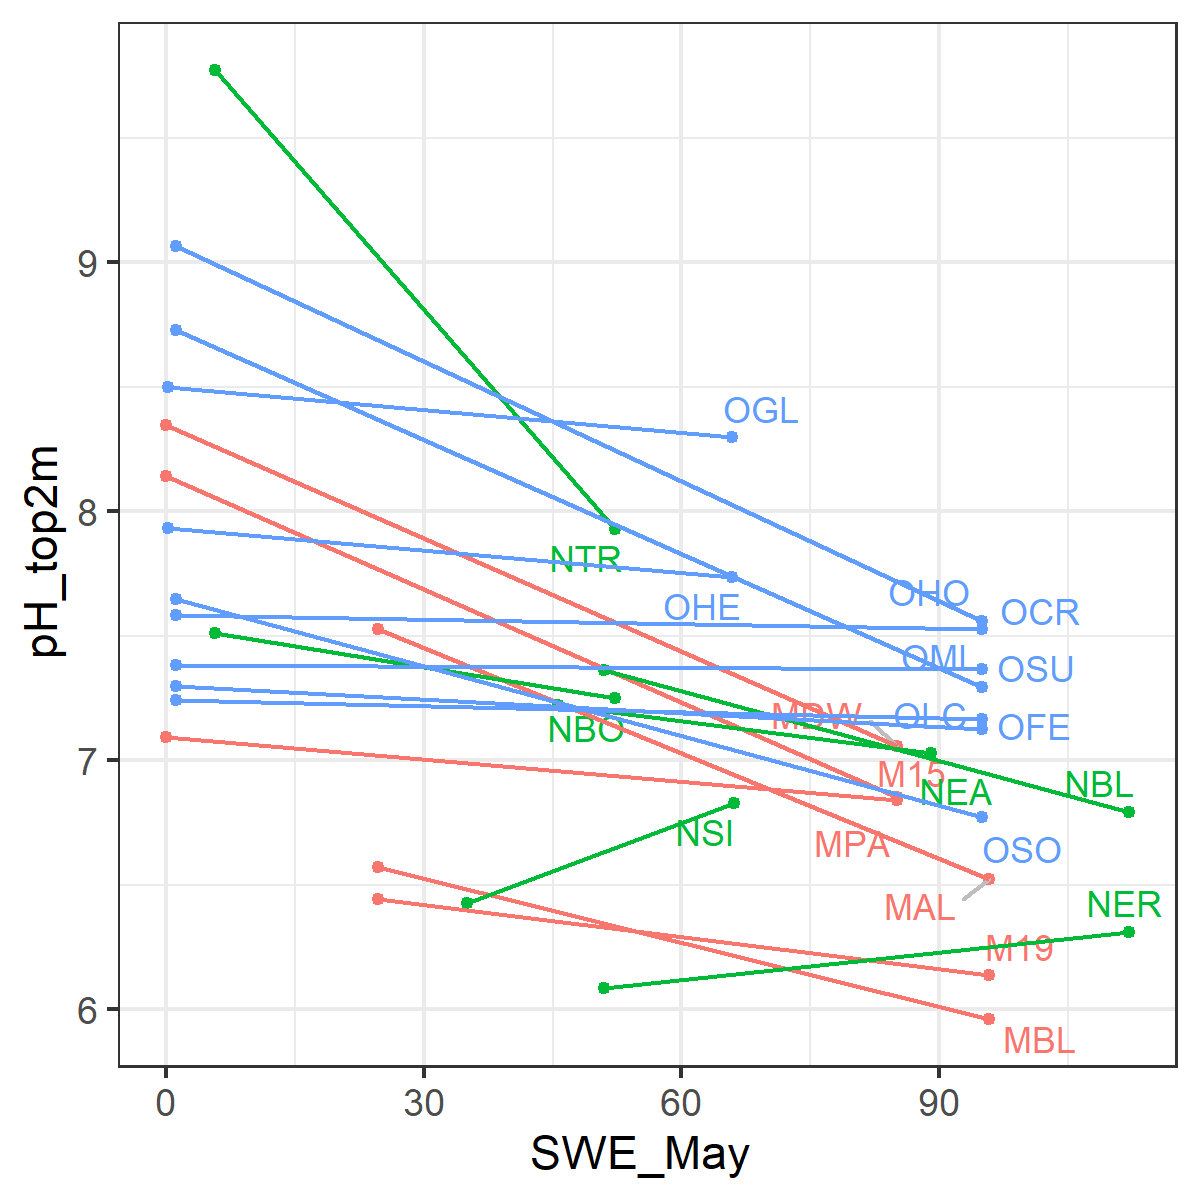 9
8
7
6
pH_top2m
OGL
NTR
OHE
OHO
OCR
OMI
OSU
MDW
OLC
OFE
NBO
M15
NEA
NBL
NSI
MPA
OSO
MAL
NER
M19
MBL
0 30 60 90
SWE_May